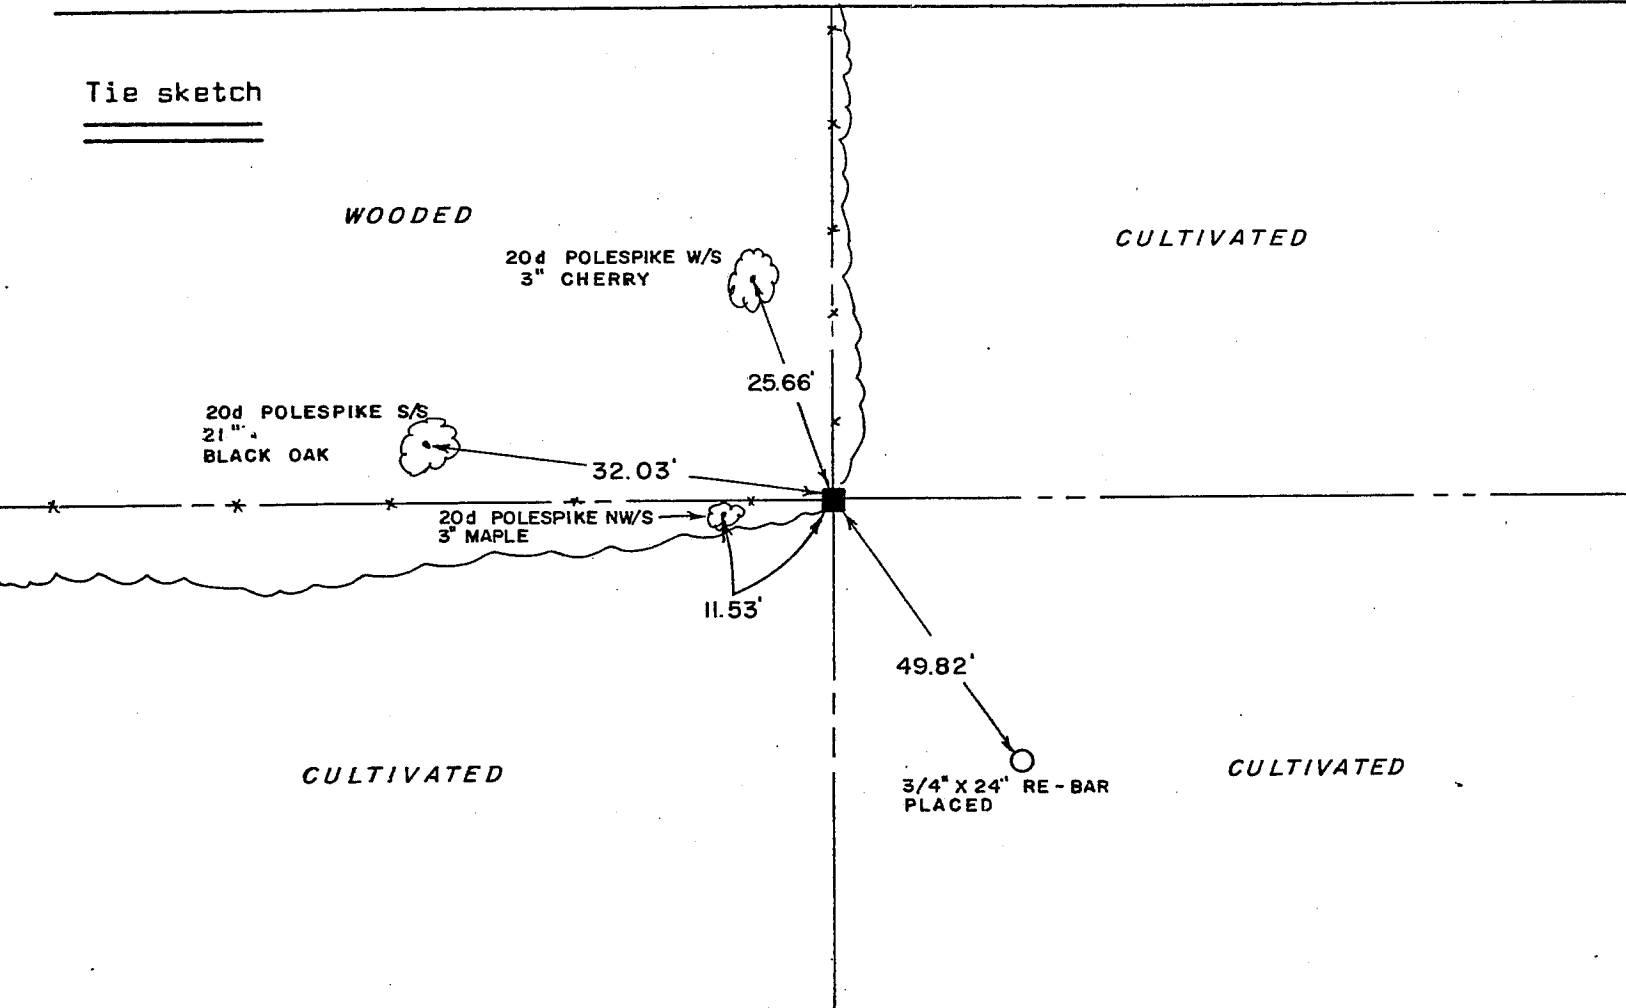 Tie sketch
WOODED
CULTIVATED
20d POLESPIKE W/S
3" CHERRY
25.66'
20d POLESPIKE S/S
21"
BLACK OAK
32.03'
20d POLESPIKE NW/S
3" MAPLE
11.53'
49.82'
CULTIVATED
CULTIVATED
3/4" X 24" RE-BAR
PLACED